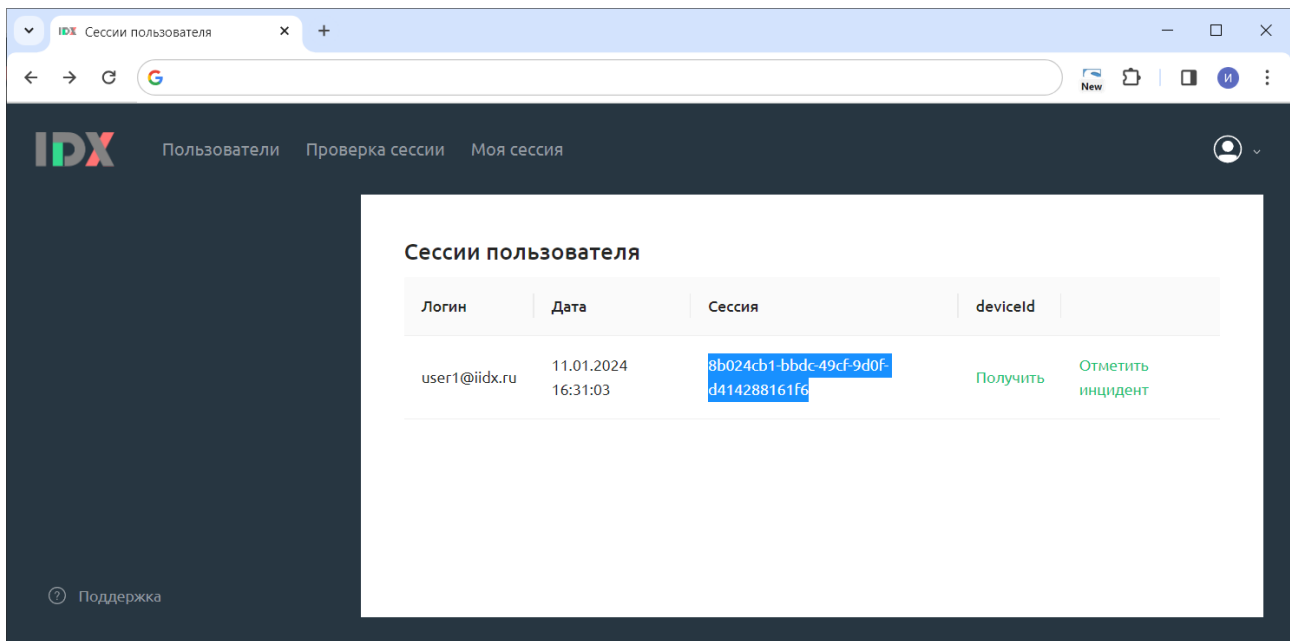 IDX Сессии пользователя
New
И
IDX
Пользователи Проверка сессии Моя сессия
Сессии пользователя
Логин Дата Сессия deviceId
user1@iidx.ru
11.01.2024
16:31:03
8b024cb1-bbdc-49cf-9d0f-
d414288161f6
Получить
Отметить
инцидент
? Поддержка